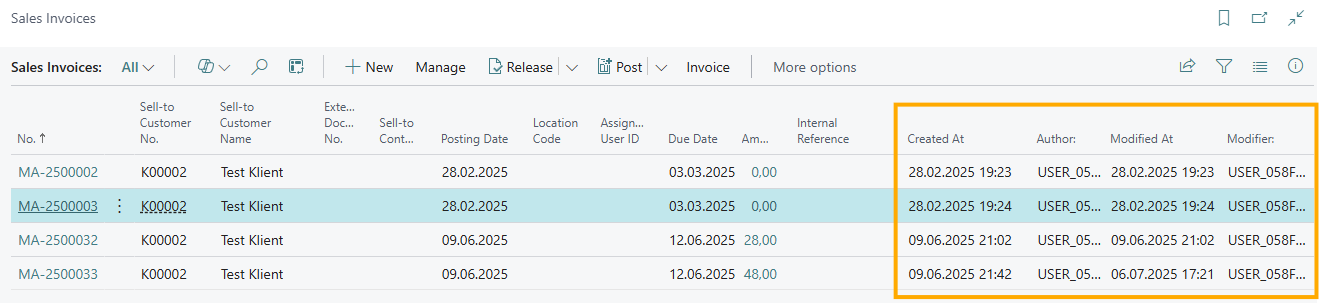 Sales Invoices
Sales Invoices: All New Manage Release Post Invoice More options
No. ↑ Sell-to Customer No. Sell-to Customer Name Exte... Doc... No. Sell-to Cont... Posting Date Location Code Assign... User ID Due Date Am... Internal Reference Created At Author: Modified At Modifier:
MA-2500002 K00002 Test Klient 28.02.2025 03.03.2025 0,00 28.02.2025 19:23 USER_05... 28.02.2025 19:23 USER_058F...
MA-2500003 K00002 Test Klient 28.02.2025 03.03.2025 0,00 28.02.2025 19:24 USER_05... 28.02.2025 19:24 USER_058F...
MA-2500032 K00002 Test Klient 09.06.2025 12.06.2025 28,00 09.06.2025 21:02 USER_05... 09.06.2025 21:02 USER_058F...
MA-2500033 K00002 Test Klient 09.06.2025 12.06.2025 48,00 09.06.2025 21:42 USER_05... 06.07.2025 17:21 USER_058F...